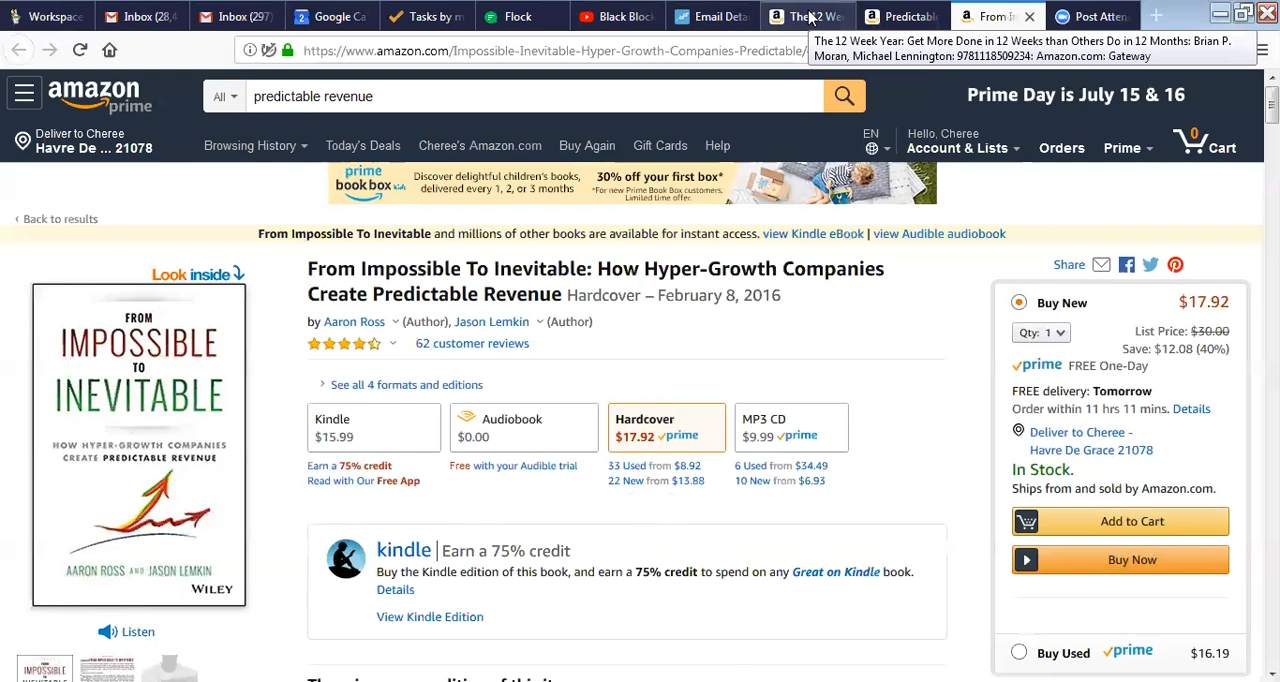 Workspace
Inbox (28,4
Inbox (297)
Google Ca
Tasks by m
Flock
Black Block
Email Deta
The 12 We
Predictable
From I
Post Atten
The 12 Week Year: Get More Done in 12 Weeks than Others Do in 12 Months: Brian P.
Moran, Michael Lennington: 9781118509234: Amazon.com: Gateway
https://www.amazon.com/Impossible-Inevitable-Hyper-Growth-Companies-Predictable/
amazon
prime
All
predictable revenue
Prime Day is July 15 & 16
Deliver to Cheree
Havre De ... 21078
Browsing History
Today's Deals
Cheree's Amazon.com
Buy Again
Gift Cards
Help
EN
Hello, Cheree
Account & Lists
Orders
Prime
0
Cart
prime
book box kids
Discover delightful children's books,
delivered every 1, 2, or 3 months
30% off your first box*
*For new Prime Book Box customers.
Limited time offer.
‹ Back to results
From Impossible To Inevitable and millions of other books are available for instant access. view Kindle eBook | view Audible audiobook
Look inside
FROM
IMPOSSIBLE
TO
INEVITABLE
HOW HYPER-GROWTH COMPANIES
CREATE PREDICTABLE REVENUE
AARON ROSS AND JASON LEMKIN
WILEY
Listen
From Impossible To Inevitable: How Hyper-Growth Companies
Create Predictable Revenue Hardcover – February 8, 2016
by Aaron Ross (Author), Jason Lemkin (Author)
62 customer reviews
See all 4 formats and editions
Kindle
$15.99
Audiobook
$0.00
Hardcover
$17.92 prime
MP3 CD
$9.99 prime
Earn a 75% credit
Read with Our Free App
Free with your Audible trial
33 Used from $8.92
22 New from $13.88
6 Used from $34.49
10 New from $6.93
kindle | Earn a 75% credit
Buy the Kindle edition of this book, and earn a 75% credit to spend on any Great on Kindle book.
Details
View Kindle Edition
Share
Buy New
$17.92
Qty: 1
List Price: $30.00
Save: $12.08 (40%)
prime FREE One-Day
FREE delivery: Tomorrow
Order within 11 hrs 11 mins. Details
Deliver to Cheree -
Havre De Grace 21078
In Stock.
Ships from and sold by Amazon.com.
Add to Cart
Buy Now
Buy Used
prime
$16.19